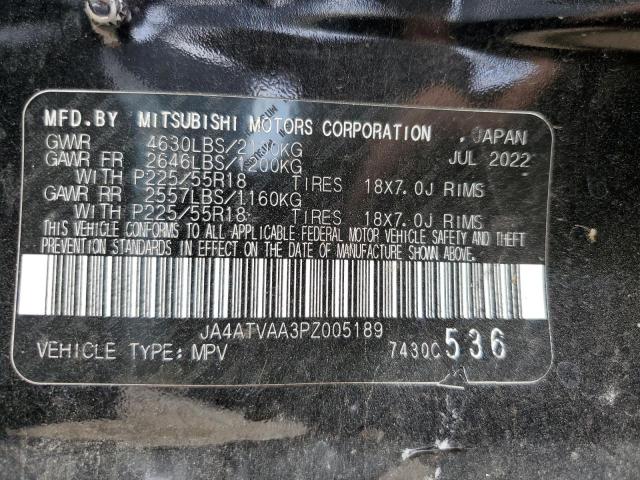 MFD.BY MITSUBISHI MOTORS CORPORATION JAPAN
GWR 4630LBS/ JUL 2022
GAWR FR 2646LBS/1200KG
WITH P225/55R18 TIRES 18X7.0J RIMS
GAWR RR 2557LBS/1160KG
WITH P225/55R18 TIRES 18X7.0J RIMS
THIS VEHICLE CONFORMS TO ALL APPLICABLE FEDERAL MOTOR VEHICLE SAFETY AND THEFT
PREVENTION STANDARDS IN EFFECT ON THE DATE OF MANUFACTURE SHOWN ABOVE.
JA4ATVAA3PZ005189
VEHICLE TYPE: MPV 7430C 536